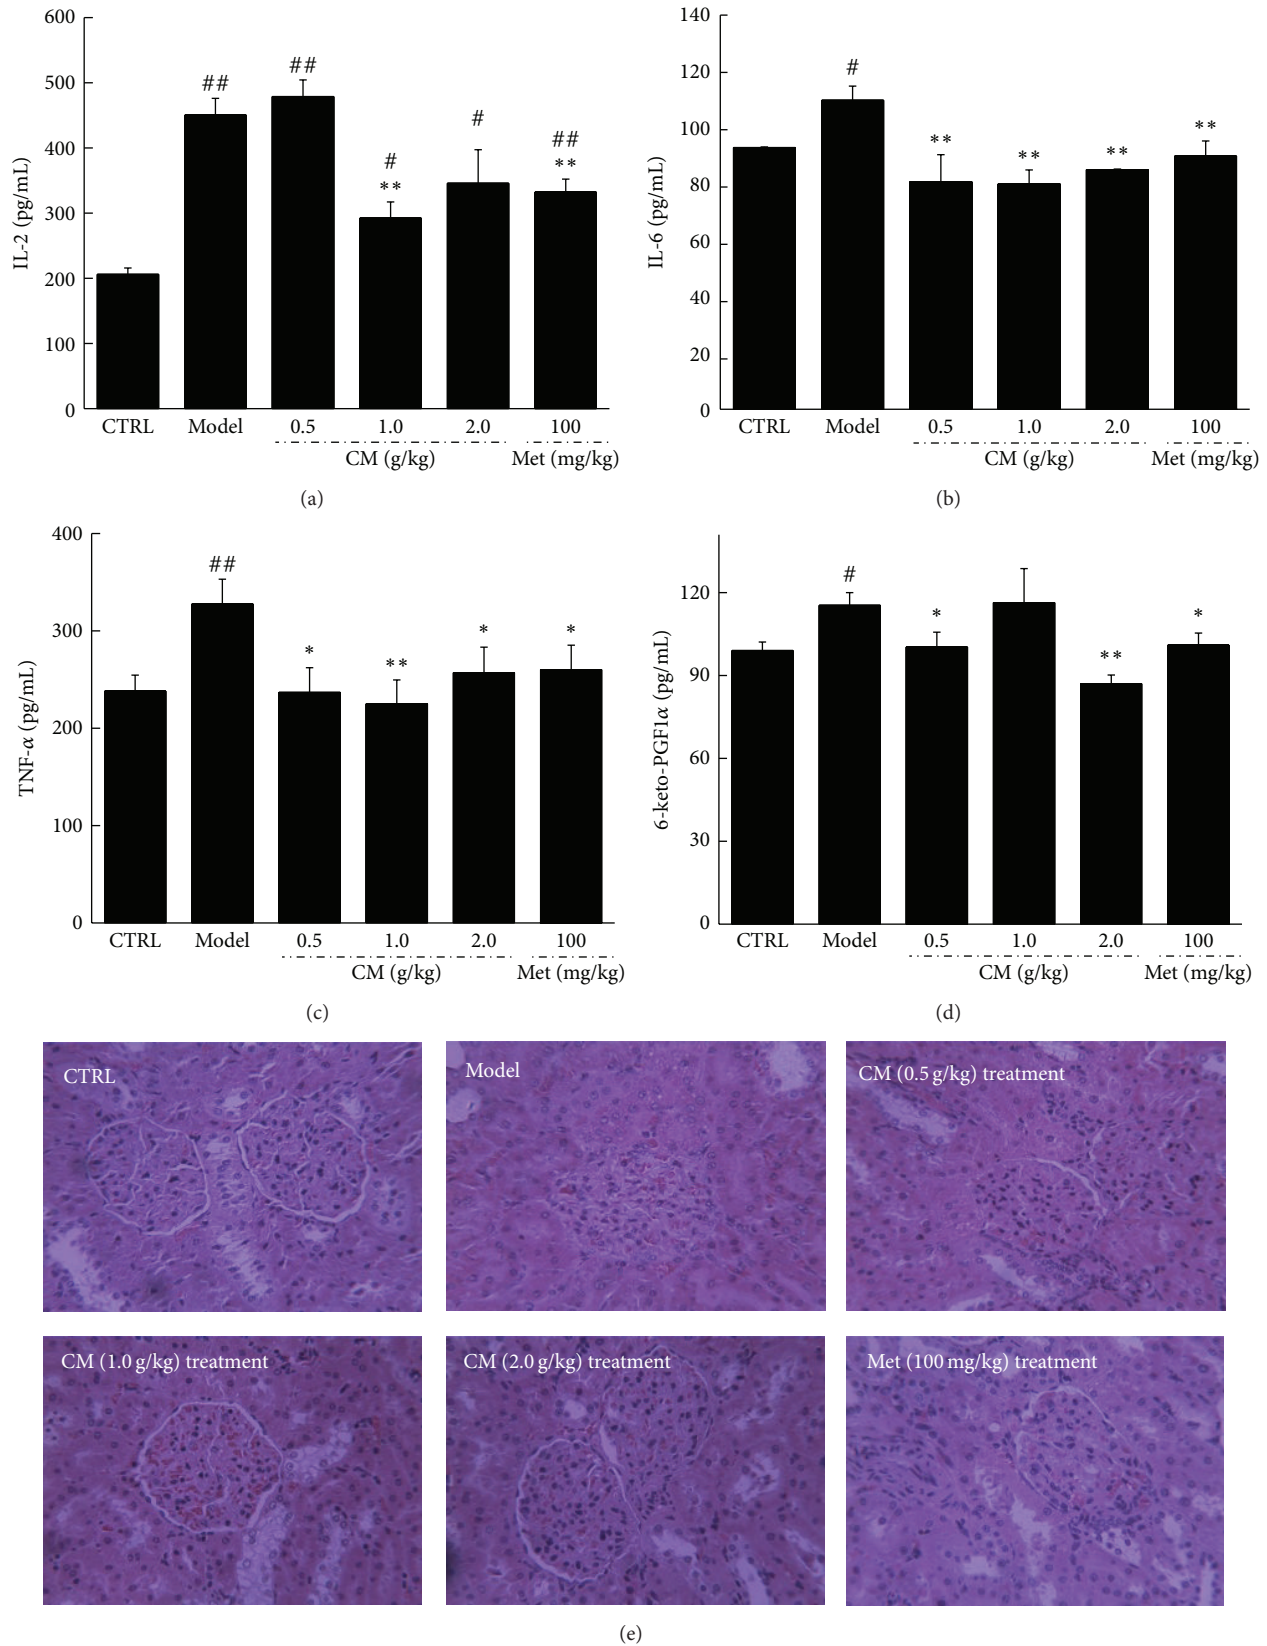 600
500
400
300
200
100
0
IL-2 (pg/mL)
##
##
#
**
#
##
**
CTRL Model 0.5 1.0 2.0 100
CM (g/kg) Met (mg/kg)
(a)
140
120
100
80
60
40
20
0
IL-6 (pg/mL)
#
**
**
**
**
CTRL Model 0.5 1.0 2.0 100
CM (g/kg) Met (mg/kg)
(b)
400
300
200
100
0
TNF-α (pg/mL)
##
*
**
*
*
CTRL Model 0.5 1.0 2.0 100
CM (g/kg) Met (mg/kg)
(c)
120
90
60
30
0
6-keto-PGF1α (pg/mL)
#
*
**
*
CTRL Model 0.5 1.0 2.0 100
CM (g/kg) Met (mg/kg)
(d)
CTRL
Model
CM (0.5 g/kg) treatment
CM (1.0 g/kg) treatment
CM (2.0 g/kg) treatment
Met (100 mg/kg) treatment
(e)